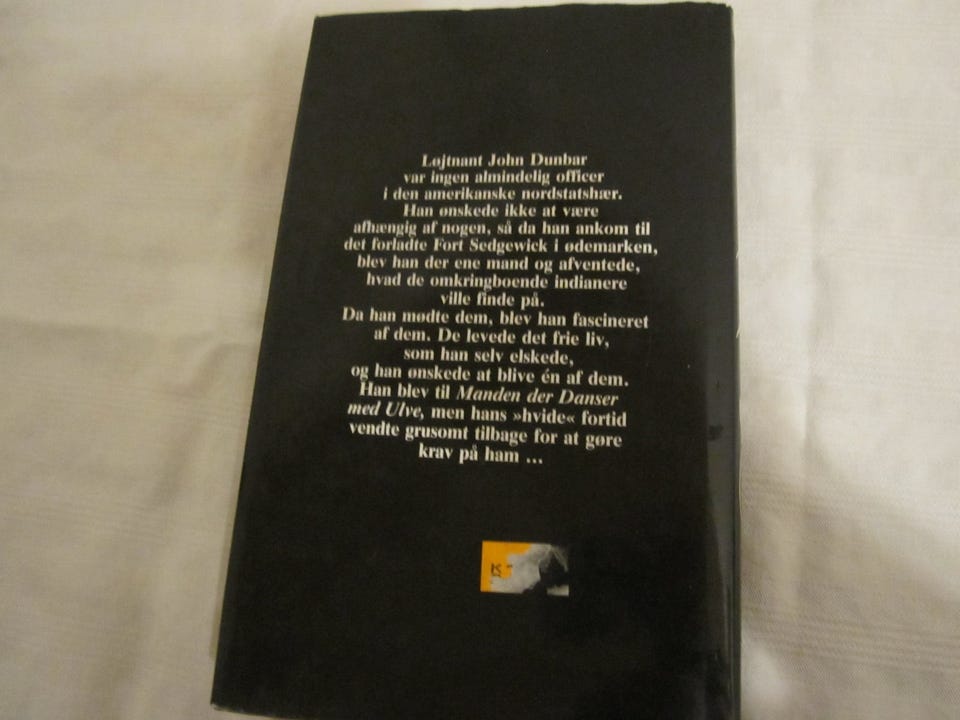 Løjtnant John Dunbar
var ingen almindelig officer
i den amerikanske nordstatshær.
Han ønskede ikke at være
afhængig af nogen, så da han ankom til
det forladte Fort Sedgewick i ødemarken,
blev han der ene mand og afventede,
hvad de omkringboende indianere
ville finde på.
Da han mødte dem, blev han fascineret
af dem. De levede det frie liv,
som han selv elskede,
og han ønskede at blive én af dem.
Han blev til Manden der Danser
med Ulve, men hans »hvide« fortid
vendte grusomt tilbage for at gøre
krav på ham ...